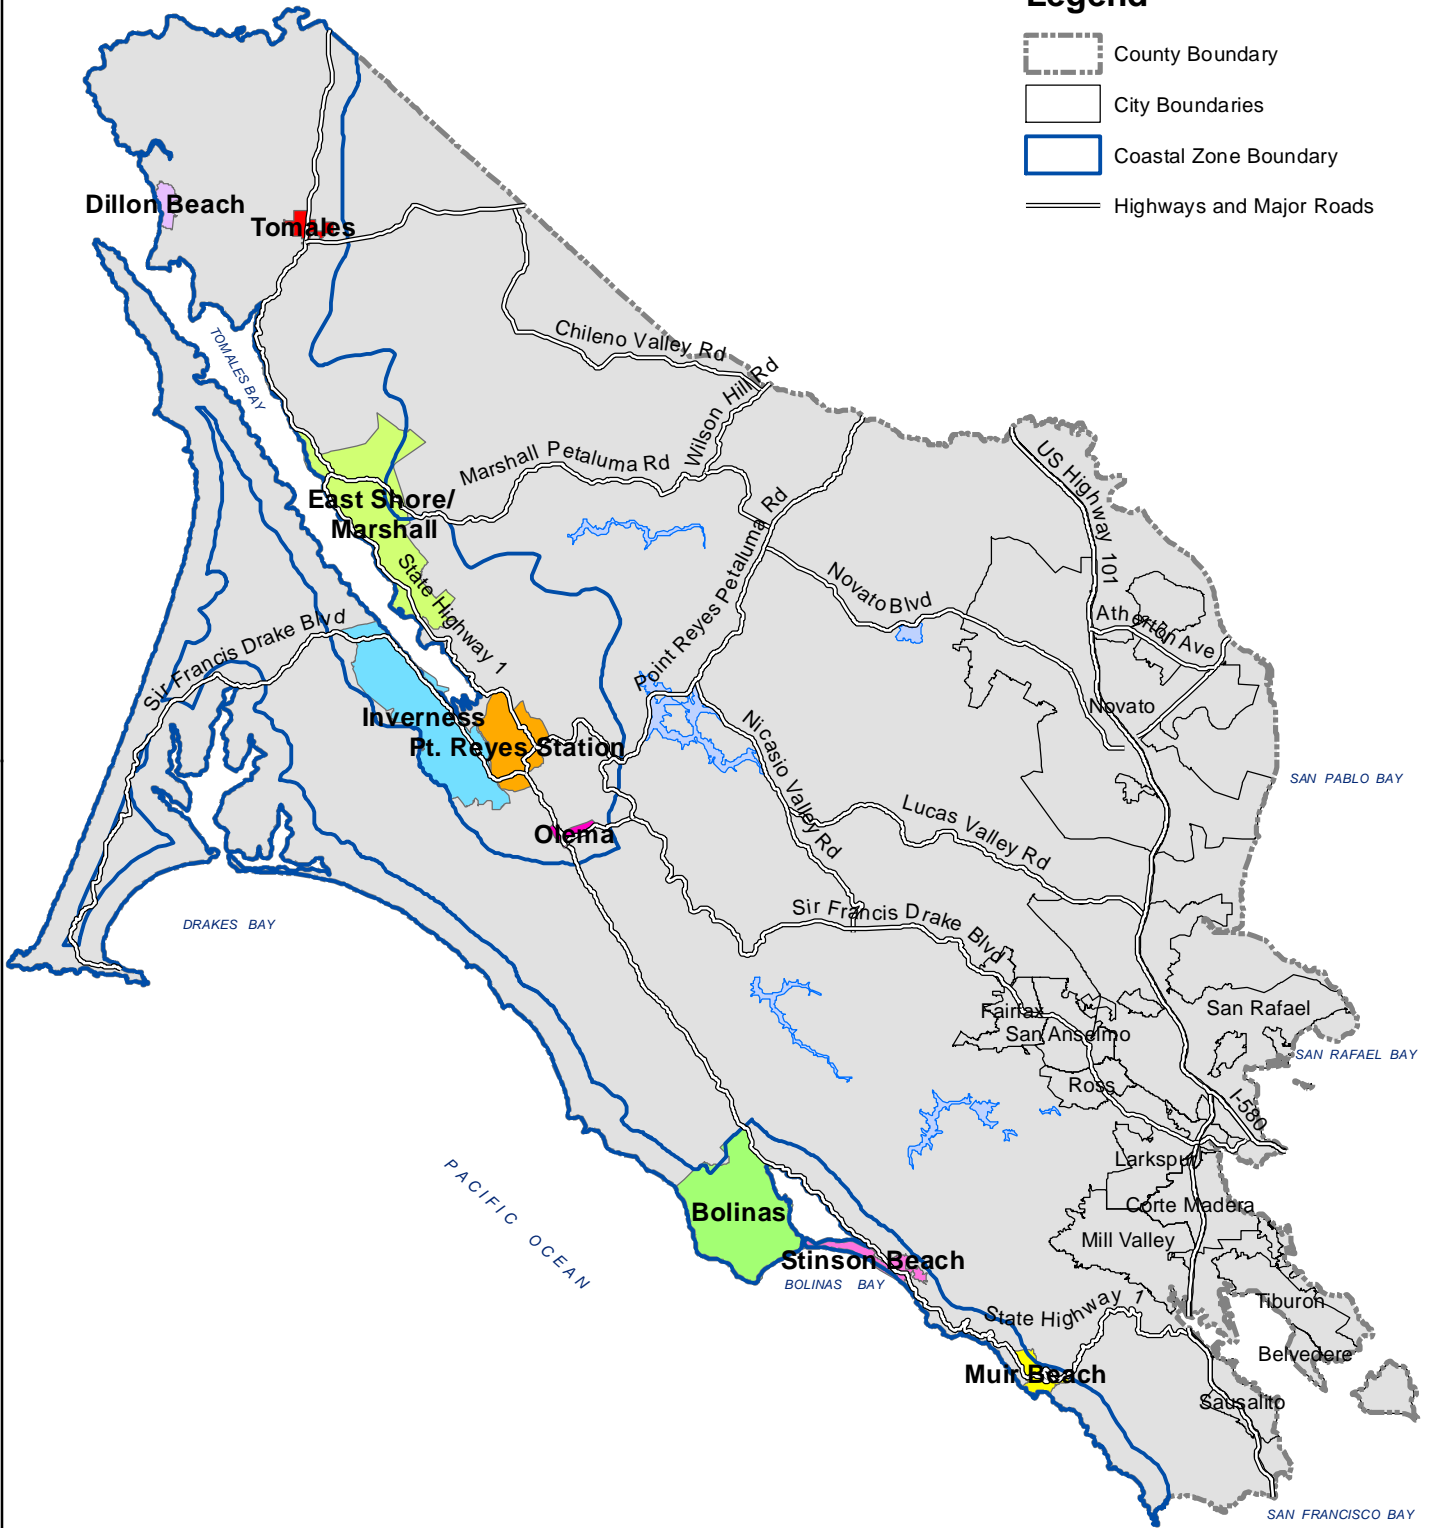 Legend
County Boundary
City Boundaries
Coastal Zone Boundary
Highways and Major Roads
Dillon Beach
Tomales
TOMALES BAY
Chileno Valley Rd
Wilson Hill Rd
Marshall Petaluma Rd
US Highway 101
East Shore/
Marshall
State Highway 1
Point Reyes Petaluma Rd
Novato Blvd
Atherton Ave
Sir Francis Drake Blvd
Inverness
Pt. Reyes Station
Novato
Nicasio Valley Rd
SAN PABLO BAY
Lucas Valley Rd
Olema
DRAKES BAY
Sir Francis Drake Blvd
Fairfax
San Anselmo
San Rafael
SAN RAFAEL BAY
Ross
I-580
Larkspur
PACIFIC OCEAN
Bolinas
Corte Madera
Mill Valley
Stinson Beach
BOLINAS BAY
State Highway 1
Tiburon
Belvedere
Muir Beach
Sausalito
SAN FRANCISCO BAY